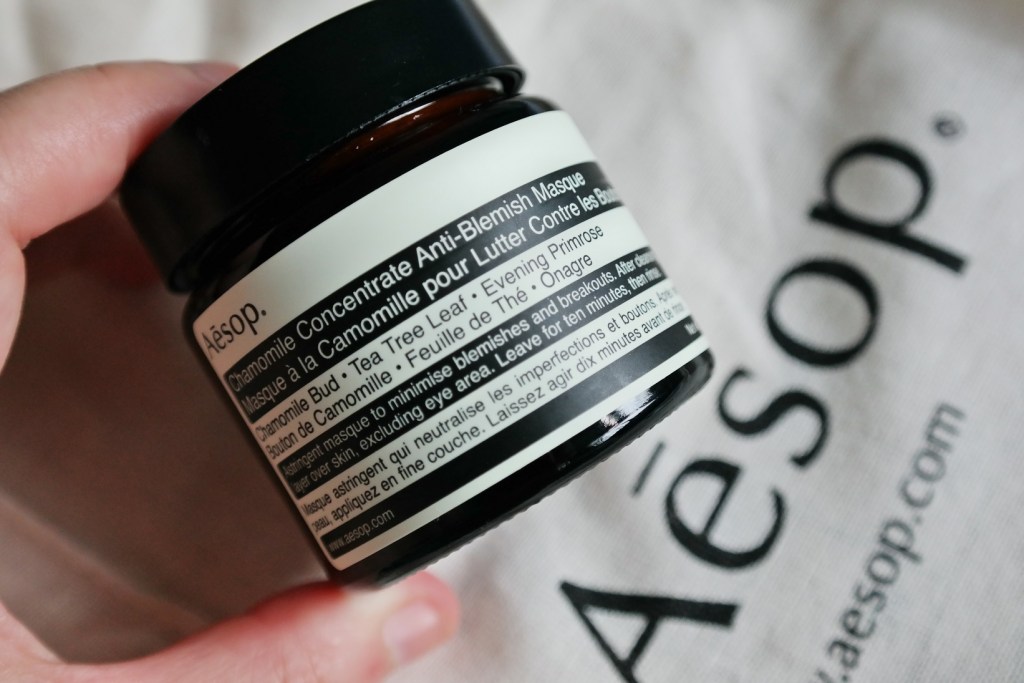 Aēsop.
Chamomile Concentrate Anti-Blemish Masque
Masque à la Camomille pour Lutter Contre les
Chamomile Bud • Tea Tree Leaf • Evening Primrose
Bouton de Camomille • Feuille de Thé • Onagre
Astringent masque to minimise blemishes and breakouts. After
layer over skin, excluding eye area. Leave for ten minutes, then rinse.
Masque astringent qui neutralise les imperfections et boutons. Après
peau, appliquez en fine couche. Laissez agir dix minutes avant de
www.aesop.com
Aēsop.®
.aesop.com